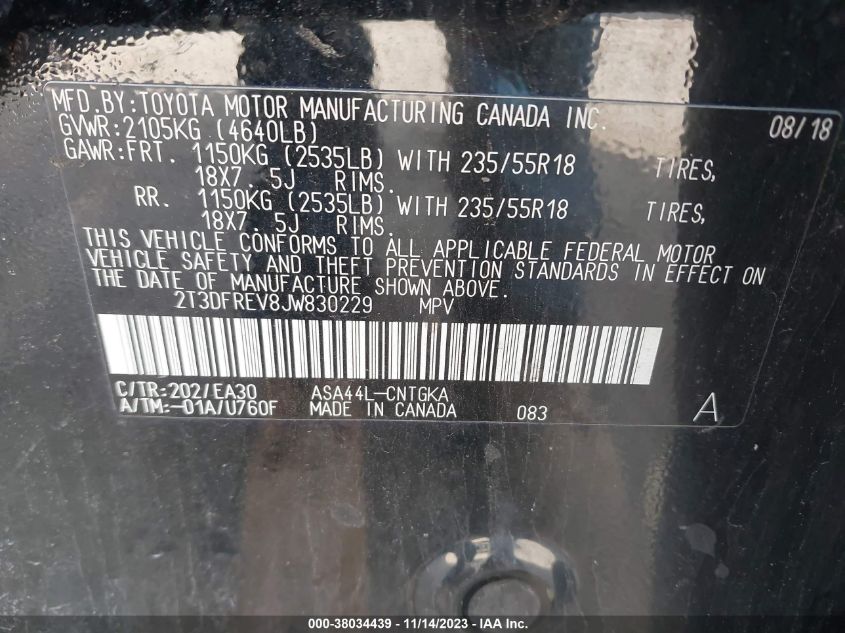 MFD.BY:TOYOTA MOTOR MANUFACTURING CANADA INC. 08/18
GVWR:2105KG (4640LB)
GAWR:FRT. 1150KG (2535LB) WITH 235/55R18 TIRES,
18X7. 5J RIMS.
RR. 1150KG (2535LB) WITH 235/55R18 TIRES,
18X7. 5J RIMS.
THIS VEHICLE CONFORMS TO ALL APPLICABLE FEDERAL MOTOR
VEHICLE SAFETY AND THEFT PREVENTION STANDARDS IN EFFECT ON
THE DATE OF MANUFACTURE SHOWN ABOVE.
2T3DFREV8JW830229 MPV
C/TR:202/EA30 ASA44L-CNTGKA
A/TM:-01A/U760F MADE IN CANADA 083 A
000-38034439 - 11/14/2023 - IAA Inc.